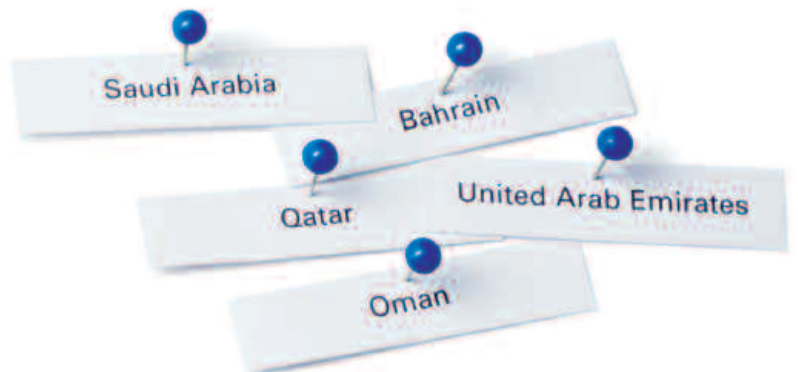 Saudi Arabia
Bahrain
Qatar
United Arab Emirates
Oman